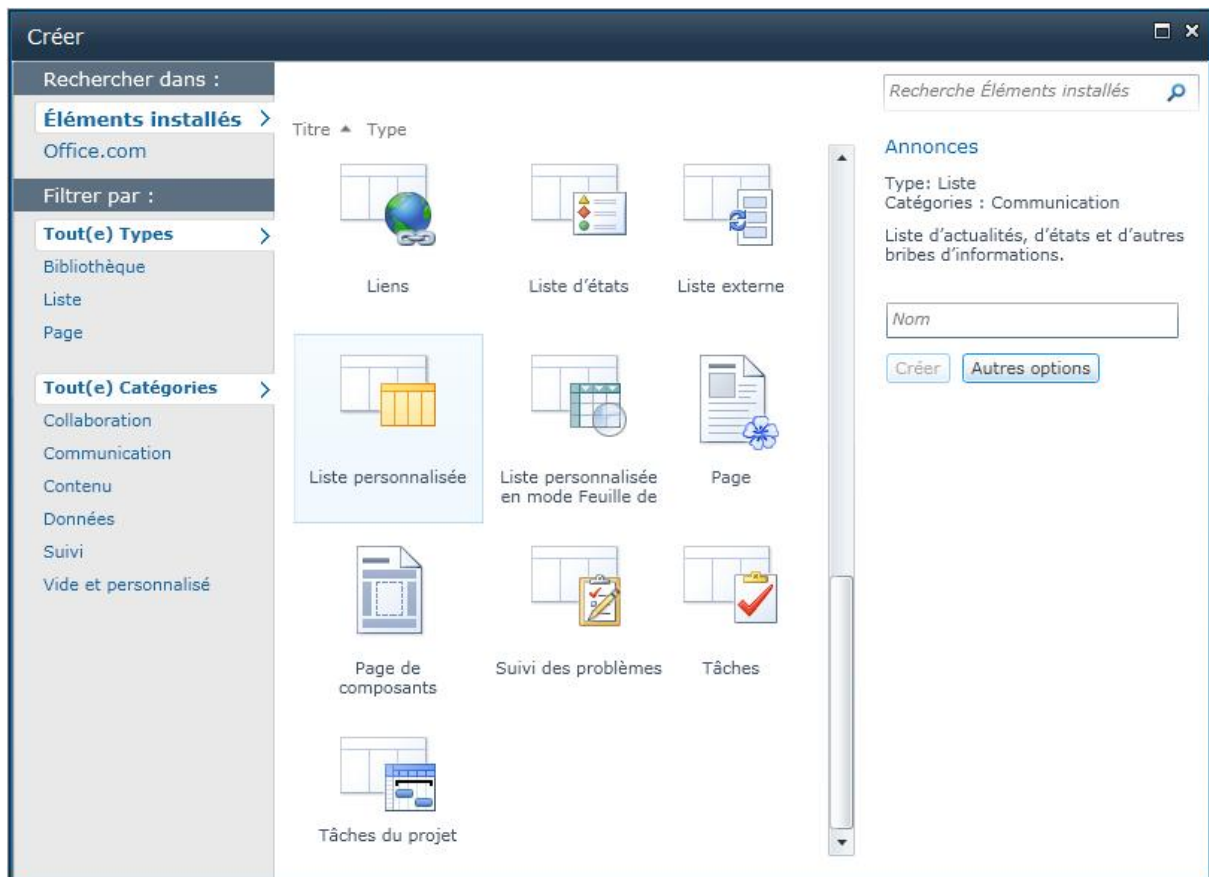 Créer
Rechercher dans :
Éléments installés
Office.com
Filtrer par :
Tout(e) Types
Bibliothèque
Liste
Page
Tout(e) Catégories
Collaboration
Communication
Contenu
Données
Suivi
Vide et personnalisé
Titre Type
Liens
Liste d'états
Liste externe
Liste personnalisée
Liste personnalisée
en mode Feuille de
Page
Page de
composants
Suivi des problèmes
Tâches
Tâches du projet
Recherche Éléments installés
Annonces
Type: Liste
Catégories : Communication
Liste d'actualités, d'états et d'autres
bribes d'informations.
Nom
Créer
Autres options